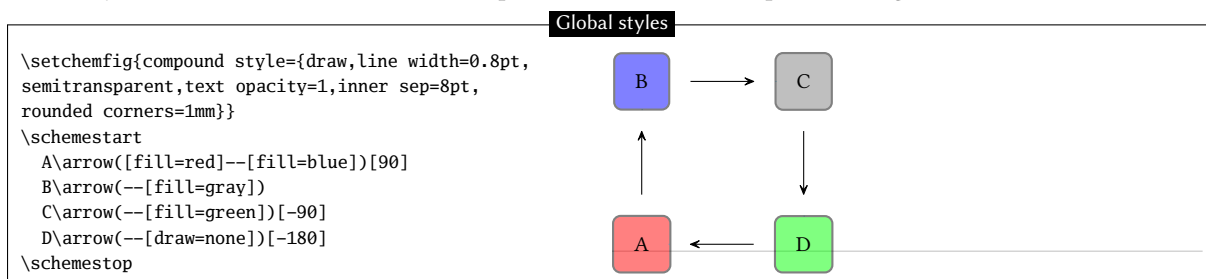 Global styles
\setchemfig{compound style={draw,line width=0.8pt,
semitransparent,text opacity=1,inner sep=8pt,
rounded corners=1mm}}
\schemestart
A\arrow([fill=red]--[fill=blue])[90]
B\arrow(--[fill=gray])
C\arrow(--[fill=green])[-90]
D\arrow(--[draw=none])[-180]
\schemestop
B
C
A
D